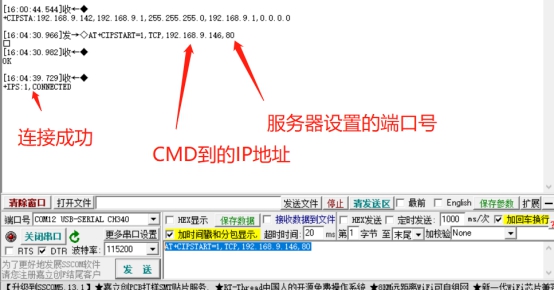 [16:00:44.544]收←◆
+CIPSTA:192.168.9.142,192.168.9.1,255.255.255.0,192.168.9.1,0.0.0.0
[16:04:30.966]发→◇AT+CIPSTART=1,TCP,192.168.9.146,80
□
[16:04:30.982]收←◆
OK
[16:04:39.729]收←◆
+IPS:1,CONNECTED
连接成功
服务器设置的端口号
CMD到的IP地址
清除窗口 打开文件 发送文件 停止 清发送区 最前 English 保存参数 扩展 —
端口号 COM12 USB-SERIAL CH340 HEX显示 保存数据 接收数据到文件 HEX发送 定时发送: 1000 ms/次 加回车换行
关闭串口 更多串口设置 加时间戳和分包显示. 超时时间: 20 ms 第 1 字节 至 末尾 加校验 None
RTS DTR 波特率: 115200 AT+CIPSTART=1,TCP,192.168.9.146,80
为了更好地发展SSCOM软件
请您注册嘉立创P结尾客户 发 送
【升级到SSCOM5.13.1】★嘉立创PCB打样SMT贴片服务. ★RT-Thread中国人的开源免费操作系统 ★8KM远距离WiFi可自组网 ★新一代WiFi芯片兼